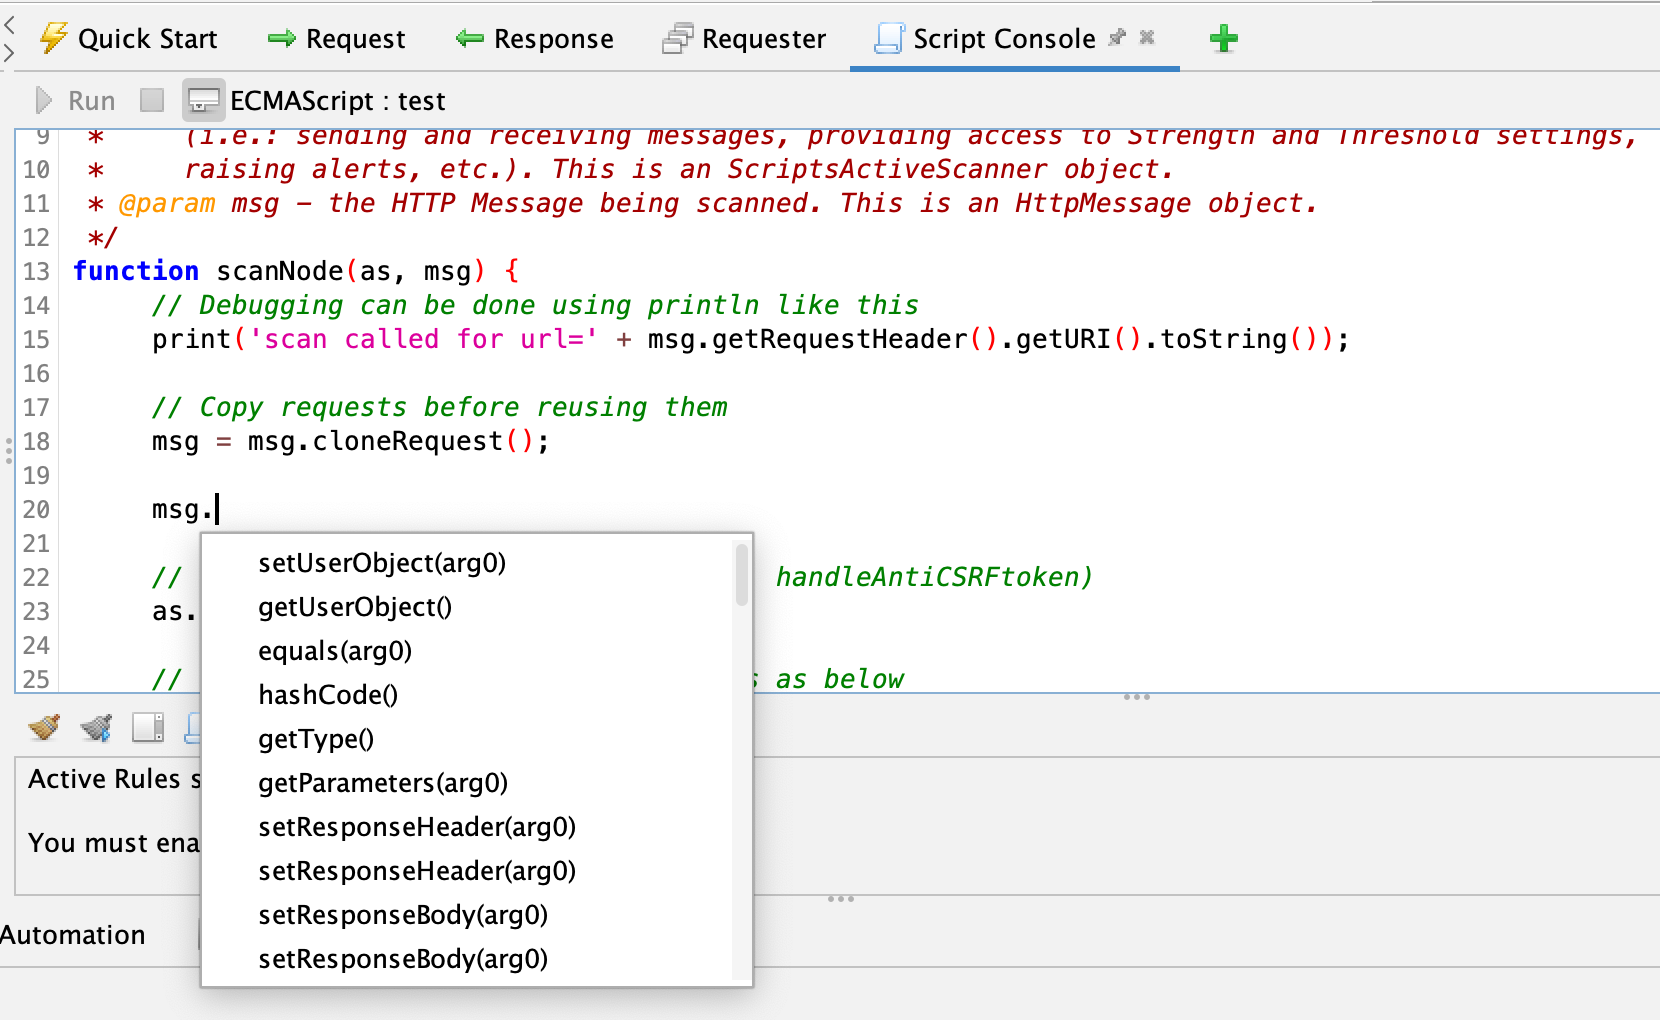 Quick Start Request Response Requester Script Console
Run ECMAScript : test
9 * (i.e.: sending and receiving messages, providing access to Strength and Threshold settings,
10 * raising alerts, etc.). This is an ScriptsActiveScanner object.
11 * @param msg – the HTTP Message being scanned. This is an HttpMessage object.
12 */
13 function scanNode(as, msg) {
14 // Debugging can be done using println like this
15 print('scan called for url=' + msg.getRequestHeader().getURI().toString());
16
17 // Copy requests before reusing them
18 msg = msg.cloneRequest();
19
20 msg.
21
22 // handleAntiCSRFtoken)
23 as.
24
25 // s as below
setUserObject(arg0)
getUserObject()
equals(arg0)
hashCode()
getType()
getParameters(arg0)
setResponseHeader(arg0)
setResponseHeader(arg0)
setResponseBody(arg0)
setResponseBody(arg0)
Active Rules s
You must ena
Automation